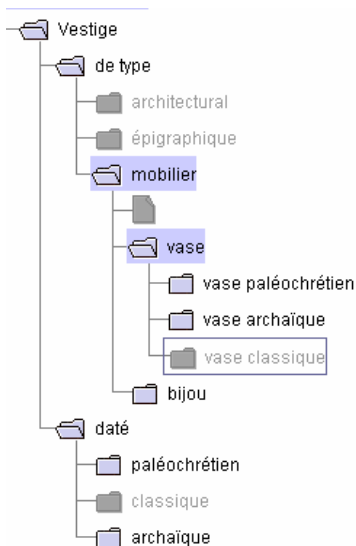 Vestige
de type
architectural
épigraphique
mobilier
vase
vase paléochrétien
vase archaïque
vase classique
bijou
daté
paléochrétien
classique
archaïque